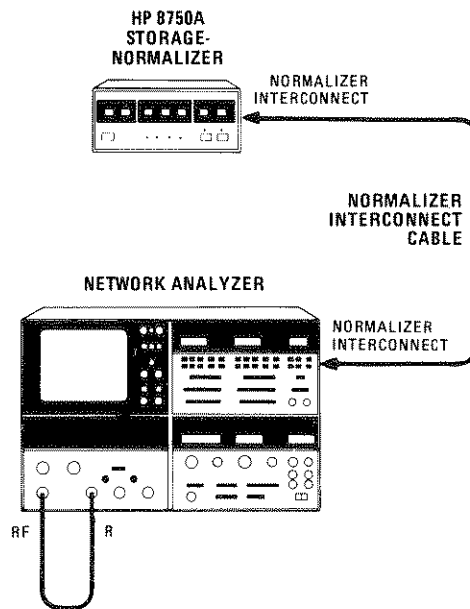 HP 8750A
STORAGE-
NORMALIZER
NORMALIZER
INTERCONNECT
NORMALIZER
INTERCONNECT
CABLE
NETWORK ANALYZER
NORMALIZER
INTERCONNECT
RF
R